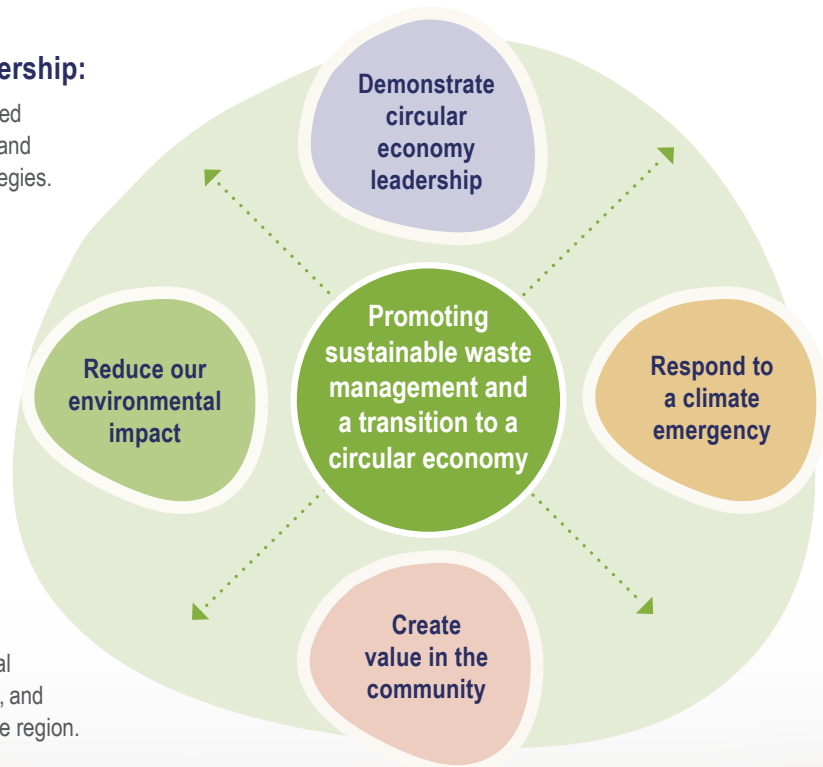 ership:
ed
and
egies.
Demonstrate
circular
economy
leadership
Reduce our
environmental
impact
Promoting
sustainable waste
management and
a transition to a
circular economy
Respond to
a climate
emergency
Create
value in the
community
al
, and
e region.